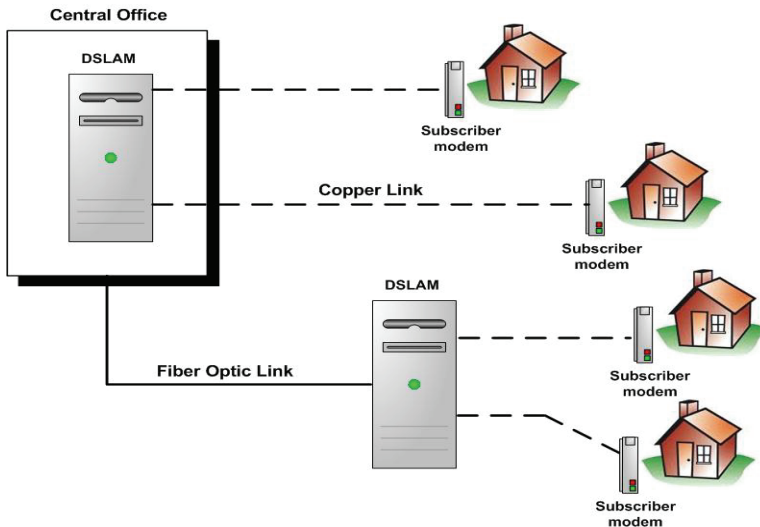 Central Office
DSLAM
Subscriber
modem
Copper Link
Subscriber
modem
DSLAM
Fiber Optic Link
Subscriber
modem
Subscriber
modem